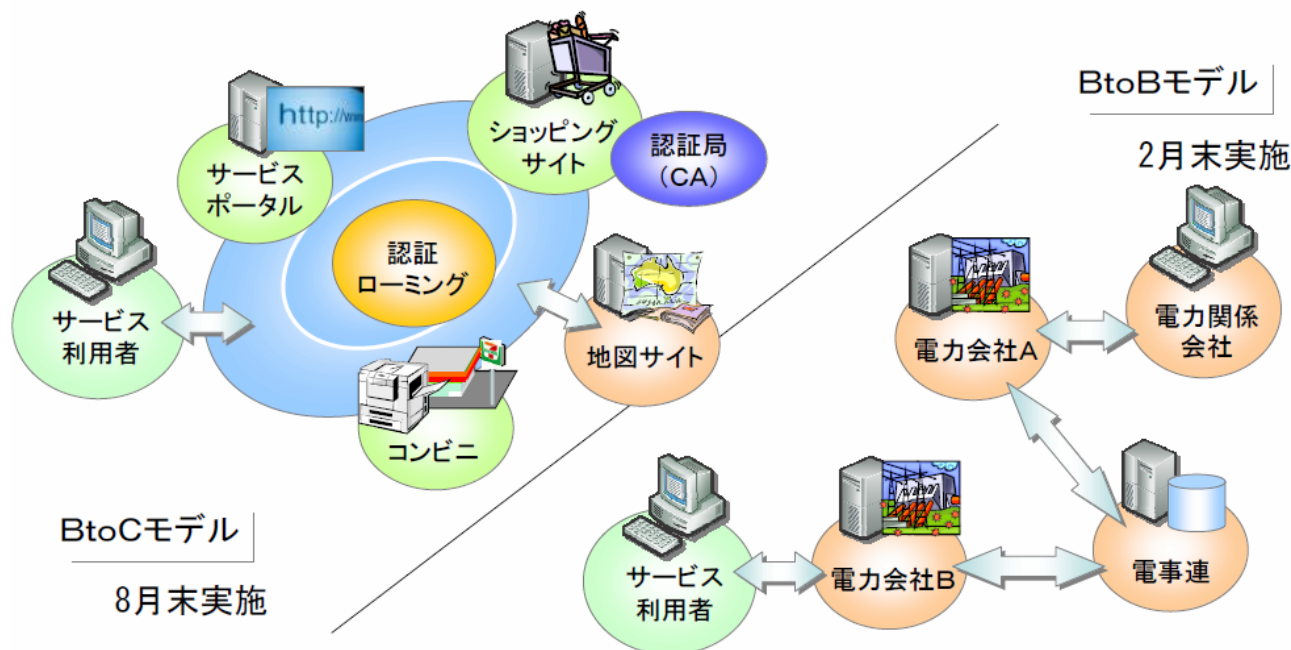 ショッピング
サイト
認証局
（CA）
http://www
サービス
ポータル
認証
ローミング
サービス
利用者
地図サイト
コンビニ
BtoCモデル
8月末実施
BtoBモデル
2月末実施
電力会社A
電力関係
会社
サービス
利用者
電力会社B
電事連